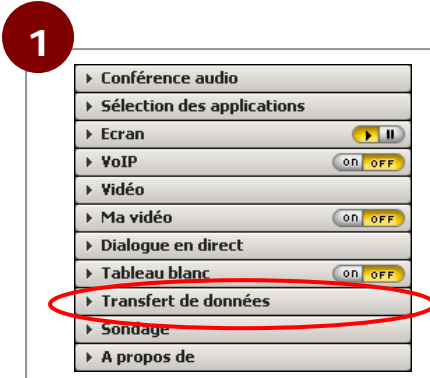 1
Conférence audio
Sélection des applications
Ecran
VoIP on OFF
Vidéo
Ma vidéo on OFF
Dialogue en direct
Tableau blanc on OFF
Transfert de données
Sondage
A propos de